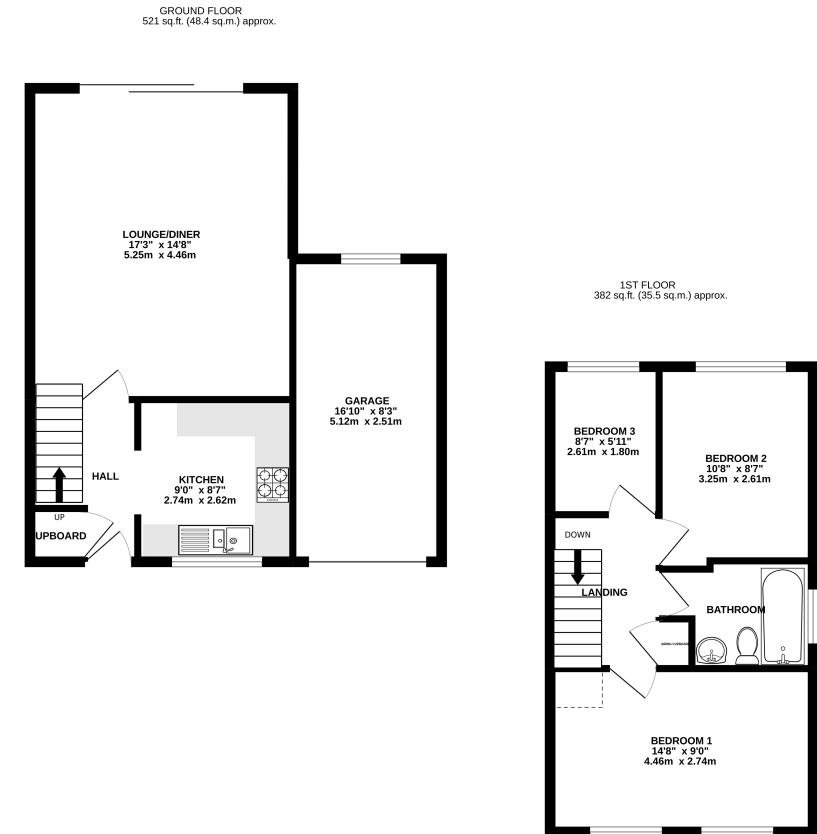 GROUND FLOOR
521 sq.ft. (48.4 sq.m.) approx.
LOUNGE/DINER
17'3" x 14'8"
5.25m x 4.46m
GARAGE
16'10" x 8'3"
5.12m x 2.51m
HALL
KITCHEN
9'0" x 8'7"
2.74m x 2.62m
UP
UPBOARD
1ST FLOOR
382 sq.ft. (35.5 sq.m.) approx.
BEDROOM 3
8'7" x 5'11"
2.61m x 1.80m
BEDROOM 2
10'8" x 8'7"
3.25m x 2.61m
DOWN
LANDING
BATHROOM
AIRING CUPBOARD
BEDROOM 1
14'8" x 9'0"
4.46m x 2.74m